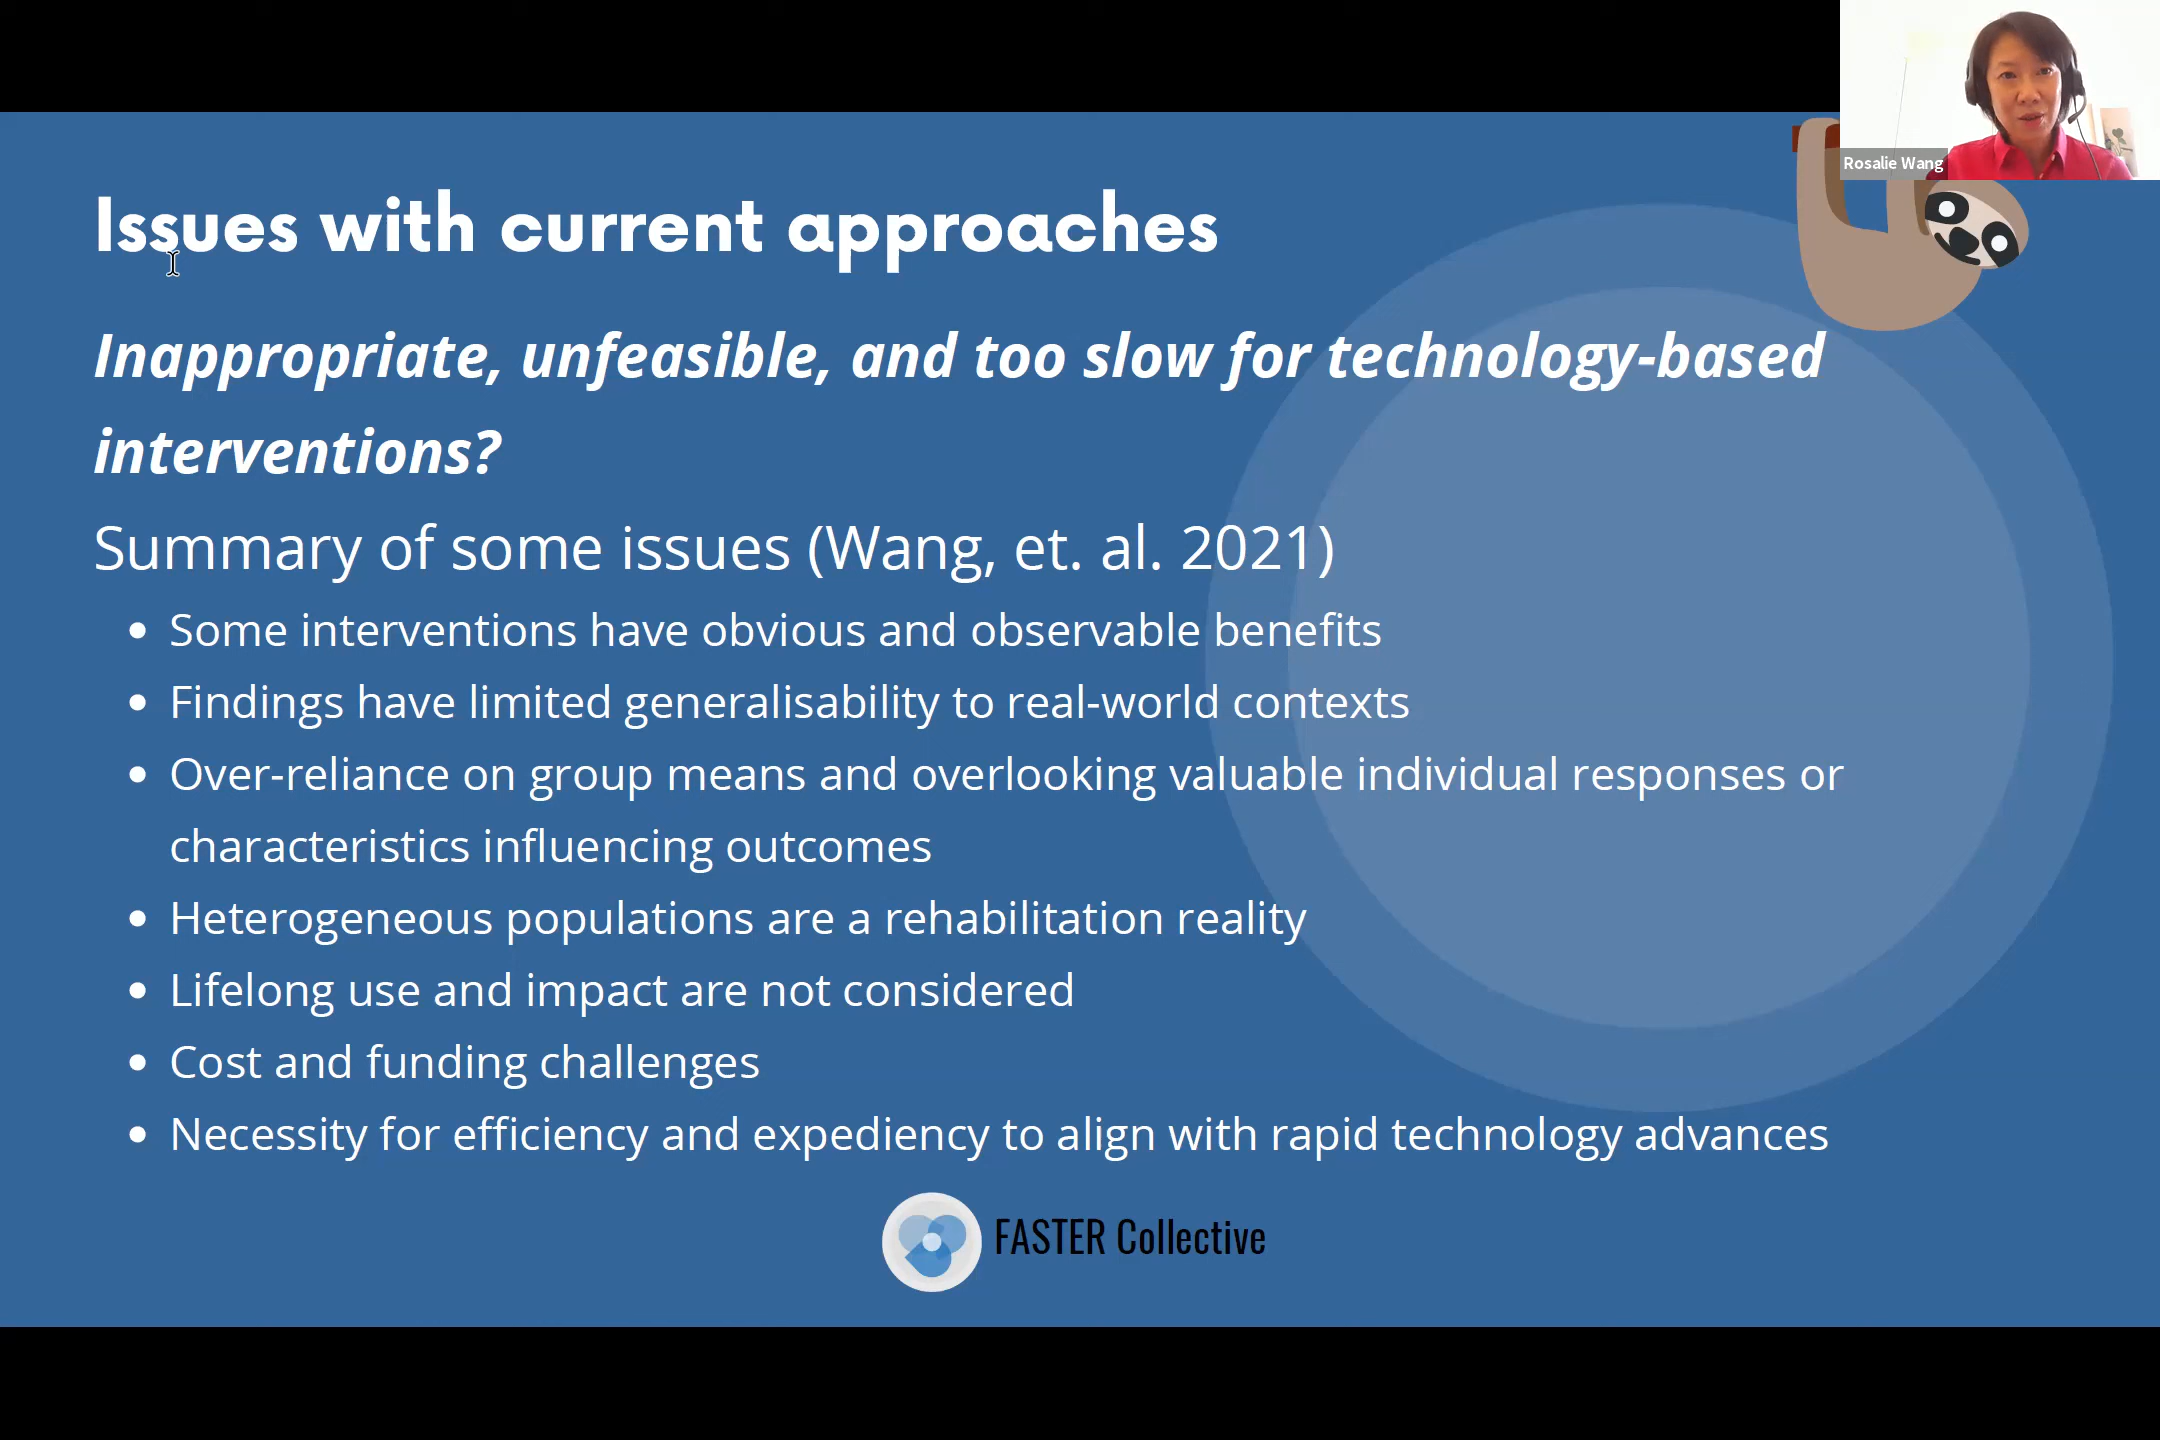 Rosalie Wang
Issues with current approaches
Inappropriate, unfeasible, and too slow for technology-based
interventions?
Summary of some issues (Wang, et. al. 2021)
• Some interventions have obvious and observable benefits
• Findings have limited generalisability to real-world contexts
• Over-reliance on group means and overlooking valuable individual responses or
characteristics influencing outcomes
• Heterogeneous populations are a rehabilitation reality
• Lifelong use and impact are not considered
• Cost and funding challenges
• Necessity for efficiency and expediency to align with rapid technology advances
FASTER Collective